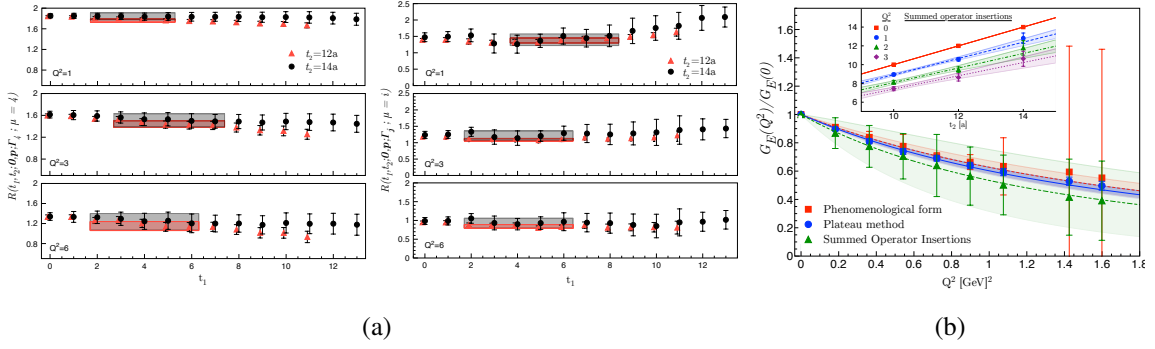 2
1.6
1.2
Q²=1
t₂=12a
t₂=14a
2
1.6
1.2
Q²=3
1.6
1.2
Q²=6
0 2 4 6 8 10 12
t₁
R(t₁,t₂;0,p;Γ₄ ; μ = 4)
2.5
2
1.5
1
0.5
0
Q²=1
t₂=12a
t₂=14a
2
1.5
1
0.5
0
Q²=3
2
1.5
1
0.5
0
Q²=6
0 2 4 6 8 10 12
t₁
(a)
Q² Summed operator insertions
0
1
2
3
14
12
10
8
6
10 12 14
t₂ [a]
1.6
1.4
1.2
1
0.8
0.6
0.4
0.2
0
G_E(Q²)/G_E(0)
Phenomenological form
Plateau method
Summed Operator Insertions
0 0.2 0.4 0.6 0.8 1 1.2 1.4 1.6 1.8
Q² [GeV]²
(b)